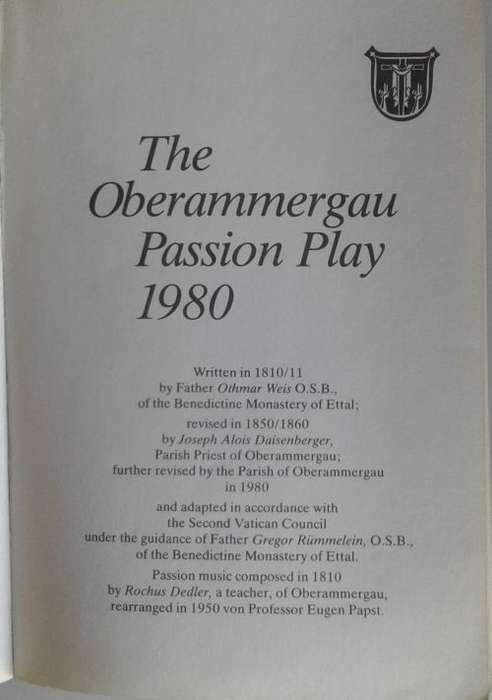 The
Oberammergau
Passion Play
1980
Written in 1810/11
by Father Othmar Weis O.S.B.,
of the Benedictine Monastery of Ettal;
revised in 1850/1860
by Joseph Alois Daisenberger,
Parish Priest of Oberammergau;
further revised by the Parish of Oberammergau
in 1980
and adapted in accordance with
the Second Vatican Council
under the guidance of Father Gregor Rümmelein, O.S.B.,
of the Benedictine Monastery of Ettal.
Passion music composed in 1810
by Rochus Dedler, a teacher, of Oberammergau,
rearranged in 1950 von Professor Eugen Papst.